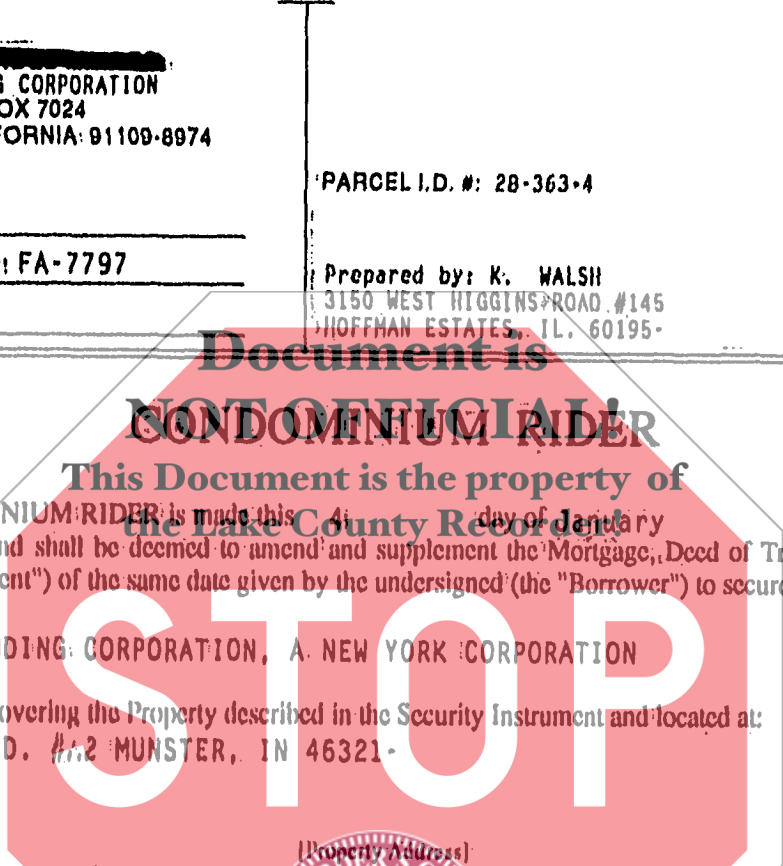 CORPORATION
OX 7024
FORNIA 91109-8974
PARCEL I.D. #: 28-363-4
: FA-7797
Prepared by: K. WALSH
3150 WEST HIGGINS ROAD #145
HOFFMAN ESTATES, IL. 60195-
Document is
NOT OFFICIAL!
CONDOMINIUM RIDER
This Document is the property of
the Lake County Recorder!
NIUM RIDER is made this 4 day of January
nd shall be deemed to amend and supplement the Mortgage, Deed of Tr
ent") of the same date given by the undersigned (the "Borrower") to secure
DING CORPORATION, A NEW YORK CORPORATION
overing the Property described in the Security Instrument and located at:
D. MUNSTER, IN 46321-
STOP
[Property Address]